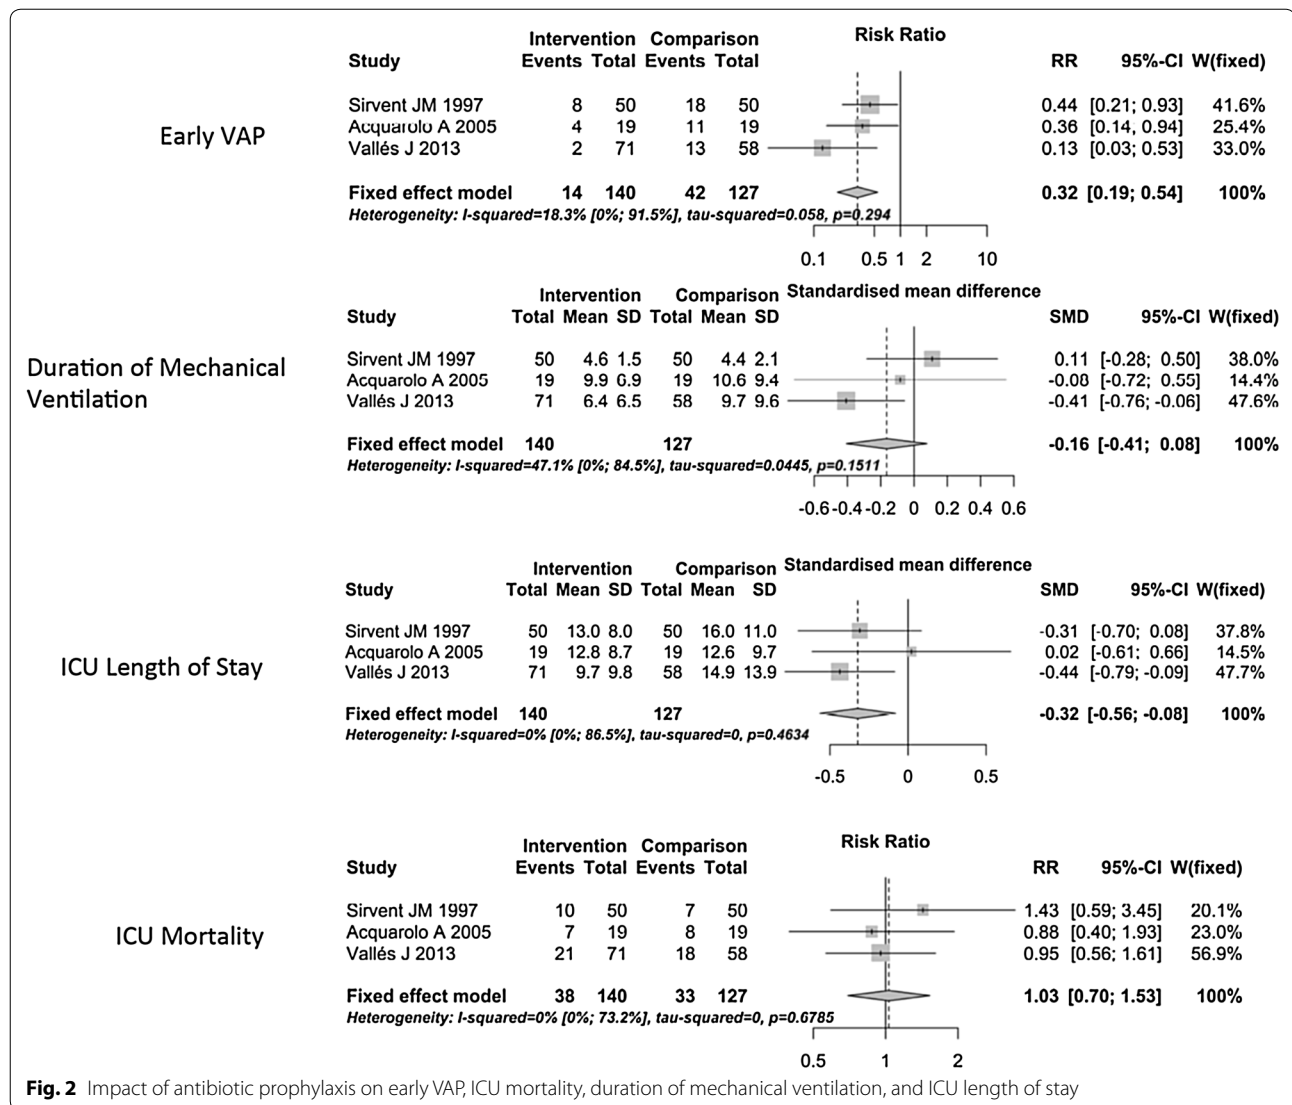 Early VAP
Intervention Comparison Risk Ratio
Study Events Total Events Total RR 95%-CI W(fixed)
Sirvent JM 1997 8 50 18 50 0.44 [0.21; 0.93] 41.6%
Acquarolo A 2005 4 19 11 19 0.36 [0.14, 0.94] 25.4%
Vallés J 2013 2 71 13 58 0.13 [0.03; 0.53] 33.0%
Fixed effect model 14 140 42 127 0.32 [0.19; 0.54] 100%
Heterogeneity: I-squared=18.3% [0%; 91.5%], tau-squared=0.058, p=0.294
0.1 0.5 1 2 10
Duration of Mechanical
Ventilation
Intervention Comparison Standardised mean difference
Study Total Mean SD Total Mean SD SMD 95%-CI W(fixed)
Sirvent JM 1997 50 4.6 1.5 50 4.4 2.1 0.11 [-0.28; 0.50] 38.0%
Acquarolo A 2005 19 9.9 6.9 19 10.6 9.4 -0.08 [-0.72; 0.55] 14.4%
Vallés J 2013 71 6.4 6.5 58 9.7 9.6 -0.41 [-0.76; -0.06] 47.6%
Fixed effect model 140 127 -0.16 [-0.41; 0.08] 100%
Heterogeneity: I-squared=47.1% [0%; 84.5%], tau-squared=0.0445, p=0.1511
-0.6 -0.4 -0.2 0 0.2 0.4 0.6
ICU Length of Stay
Intervention Comparison Standardised mean difference
Study Total Mean SD Total Mean SD SMD 95%-CI W(fixed)
Sirvent JM 1997 50 13.0 8.0 50 16.0 11.0 -0.31 [-0.70; 0.08] 37.8%
Acquarolo A 2005 19 12.8 8.7 19 12.6 9.7 0.02 [-0.61; 0.66] 14.5%
Vallés J 2013 71 9.7 9.8 58 14.9 13.9 -0.44 [-0.79; -0.09] 47.7%
Fixed effect model 140 127 -0.32 [-0.56; -0.08] 100%
Heterogeneity: I-squared=0% [0%; 86.5%], tau-squared=0, p=0.4634
-0.5 0 0.5
ICU Mortality
Intervention Comparison Risk Ratio
Study Events Total Events Total RR 95%-CI W(fixed)
Sirvent JM 1997 10 50 7 50 1.43 [0.59; 3.45] 20.1%
Acquarolo A 2005 7 19 8 19 0.88 [0.40; 1.93] 23.0%
Vallés J 2013 21 71 18 58 0.95 [0.56; 1.61] 56.9%
Fixed effect model 38 140 33 127 1.03 [0.70; 1.53] 100%
Heterogeneity: I-squared=0% [0%; 73.2%], tau-squared=0, p=0.6785
0.5 1 2
Fig. 2 Impact of antibiotic prophylaxis on early VAP, ICU mortality, duration of mechanical ventilation, and ICU length of stay